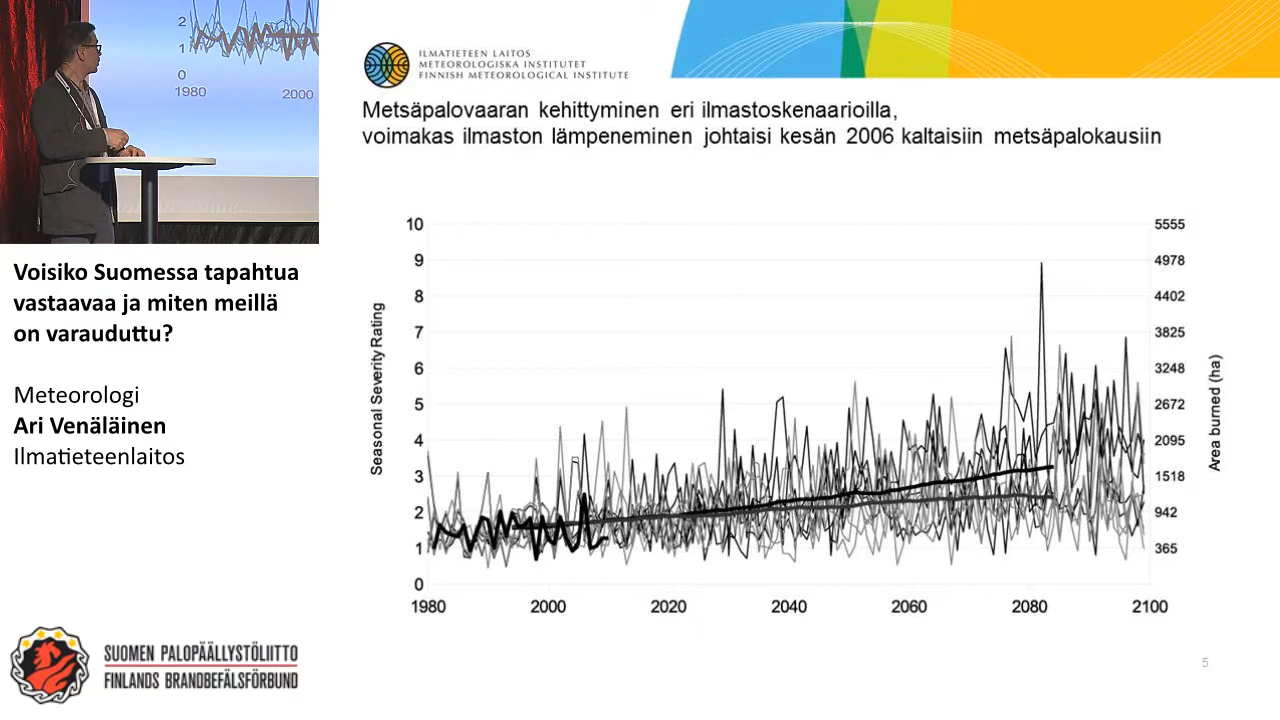 2
1
0
1980
2000
Voisiko Suomessa tapahtua
vastaavaa ja miten meillä
on varauduttu?
Meteorologi
Ari Venäläinen
Ilmatieteenlaitos
SUOMEN PALOPÄÄLLYSTÖLIITTO
FINLANDS BRANDBEFÄLSFÖRBUND
ILMATIETEEN LAITOS
METEOROLOGISKA INSTITUTET
FINNISH METEOROLOGICAL INSTITUTE
Metsäpalovaaran kehittyminen eri ilmastoskenaarioilla,
voimakas ilmaston lämpeneminen johtaisi kesän 2006 kaltaisiin metsäpalokausiin
Seasonal Severity Rating
10
9
8
7
6
5
4
3
2
1
0
5555
4978
4402
3825
3248
2672
2095
1518
942
365
Area burned (ha)
1980 2000 2020 2040 2060 2080 2100
5